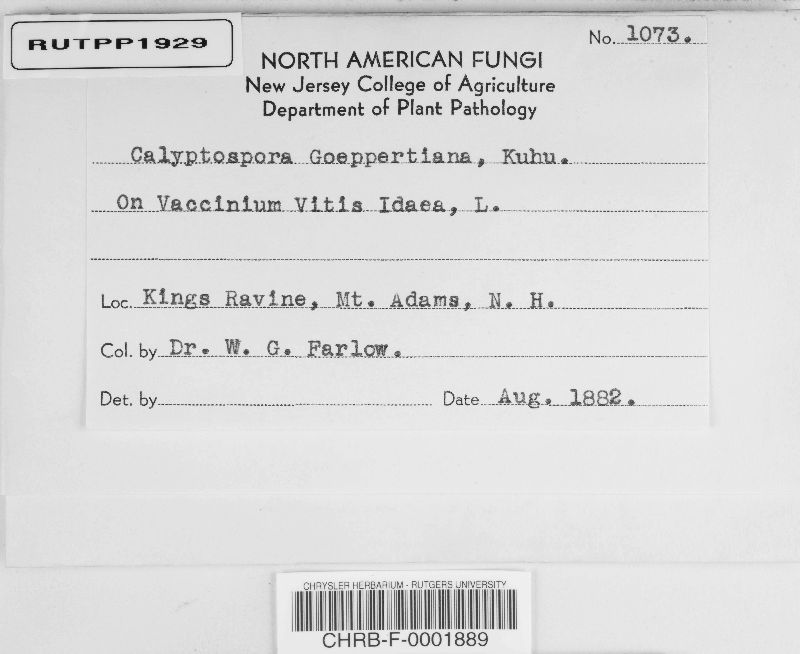 RUTPP1929
No. 1073.
NORTH AMERICAN FUNGI
New Jersey College of Agriculture
Department of Plant Pathology
Calyptospora Goeppertiana, Kuhu.
On Vaccinium Vitis Idaea, L.
Loc. Kings Ravine, Mt. Adams, N. H.
Col. by Dr. W. G. Farlow.
Det. by Date Aug. 1882.
CHRYSLER HERBARIUM - RUTGERS UNIVERSITY
CHRB-F-0001889